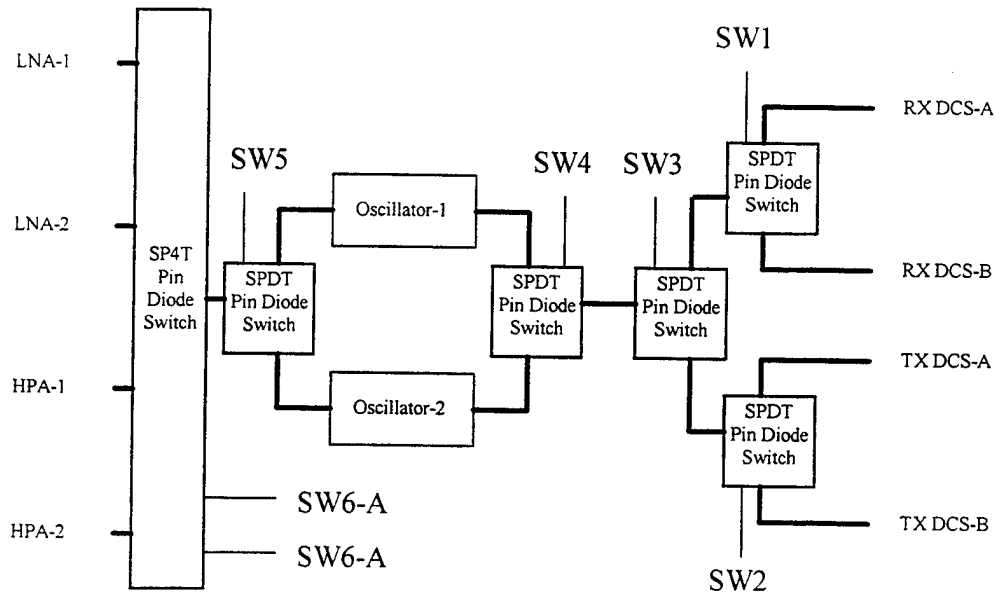 SW1
LNA-1
RX DCS-A
SW5
SW4
SW3
SPDT
Pin Diode
Switch
Oscillator-1
LNA-2
SP4T
Pin
Diode
Switch
SPDT
Pin Diode
Switch
SPDT
Pin Diode
Switch
SPDT
Pin Diode
Switch
RX DCS-B
HPA-1
Oscillator-2
TX DCS-A
SPDT
Pin Diode
Switch
SW6-A
HPA-2
SW6-A
TX DCS-B
SW2